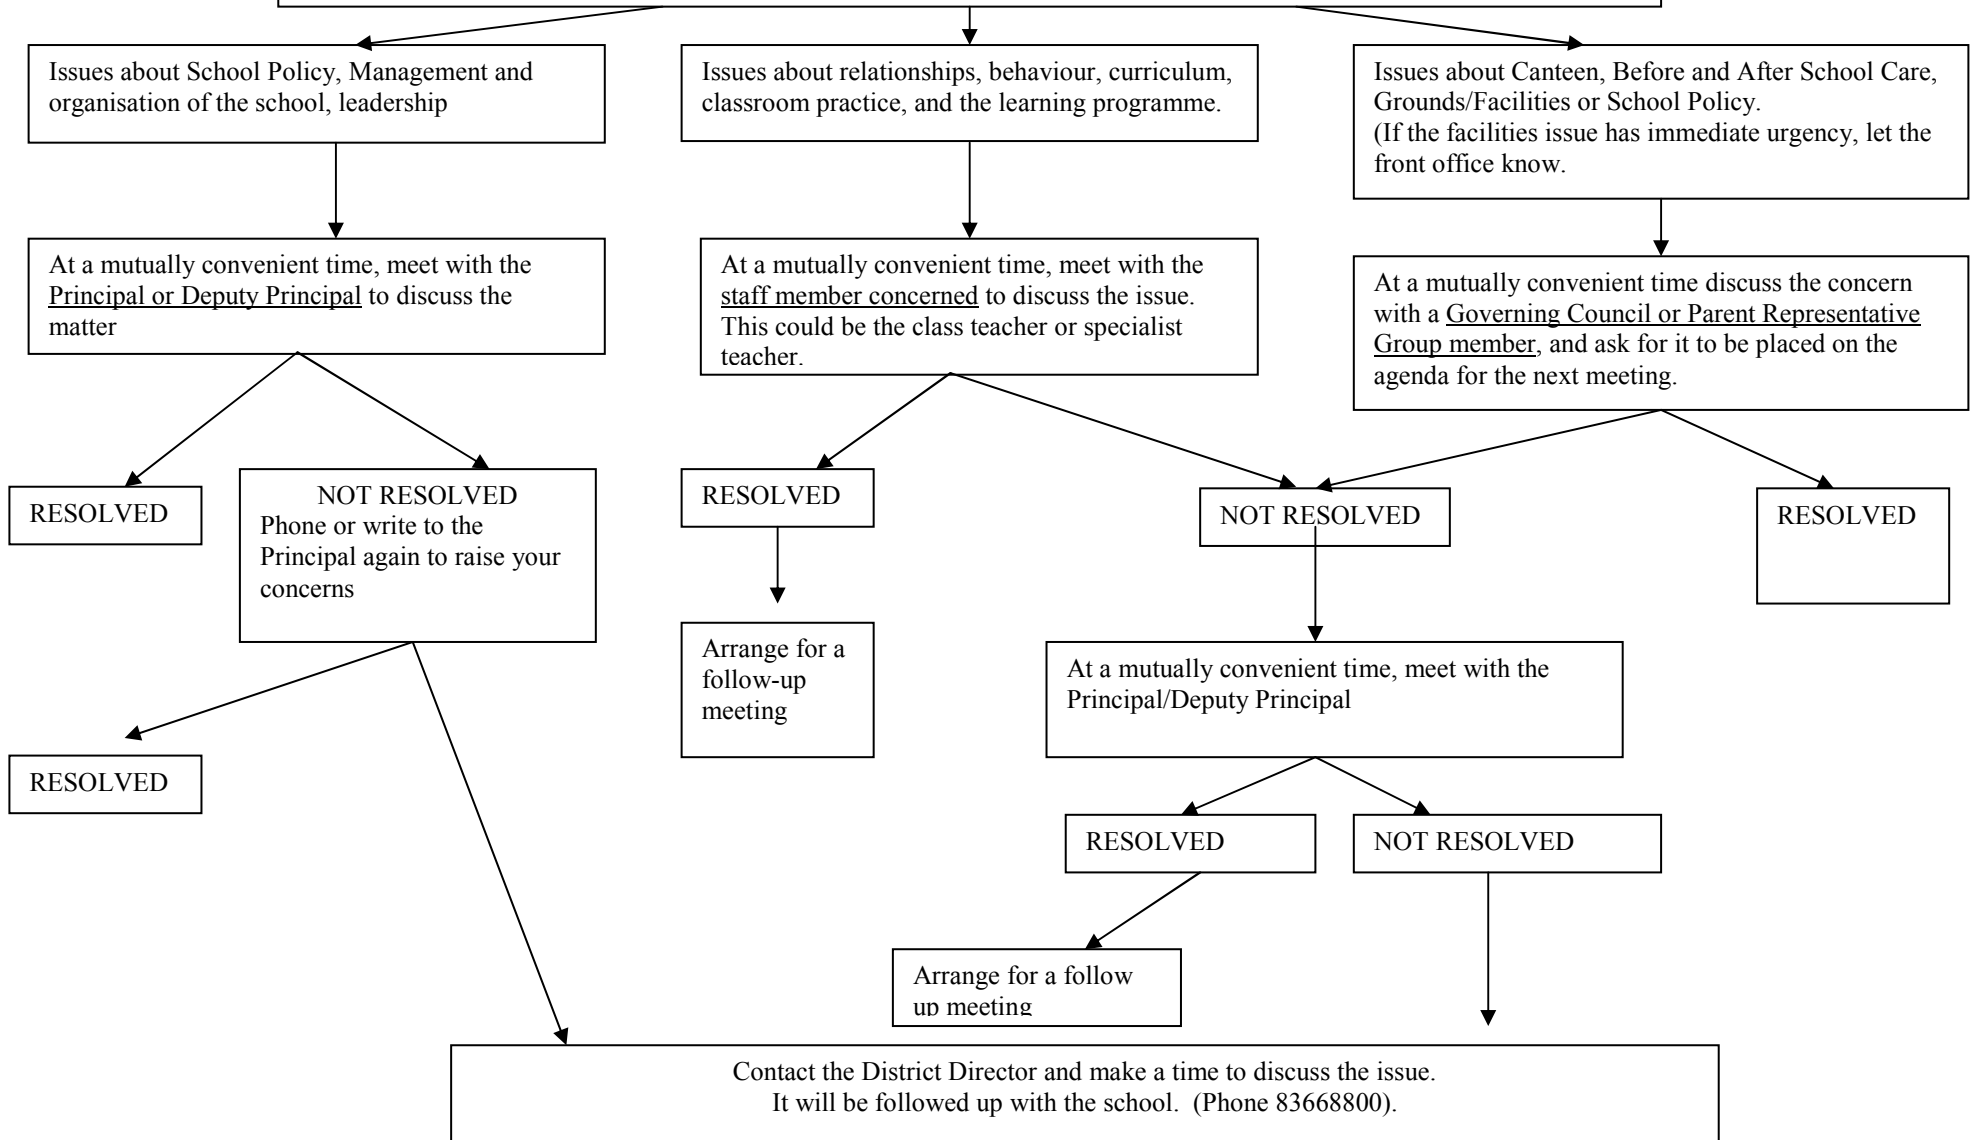 Issues about School Policy, Management and
organisation of the school, leadership
Issues about relationships, behaviour, curriculum,
classroom practice, and the learning programme.
Issues about Canteen, Before and After School Care,
Grounds/Facilities or School Policy.
(If the facilities issue has immediate urgency, let the
front office know.
At a mutually convenient time, meet with the
Principal or Deputy Principal to discuss the
matter
At a mutually convenient time, meet with the
staff member concerned to discuss the issue.
This could be the class teacher or specialist
teacher.
At a mutually convenient time discuss the concern
with a Governing Council or Parent Representative
Group member, and ask for it to be placed on the
agenda for the next meeting.
RESOLVED
NOT RESOLVED
Phone or write to the
Principal again to raise your
concerns
RESOLVED
NOT RESOLVED
RESOLVED
Arrange for a
follow-up
meeting
At a mutually convenient time, meet with the
Principal/Deputy Principal
RESOLVED
RESOLVED
NOT RESOLVED
Arrange for a follow
up meeting
Contact the District Director and make a time to discuss the issue.
It will be followed up with the school.  (Phone 83668800).